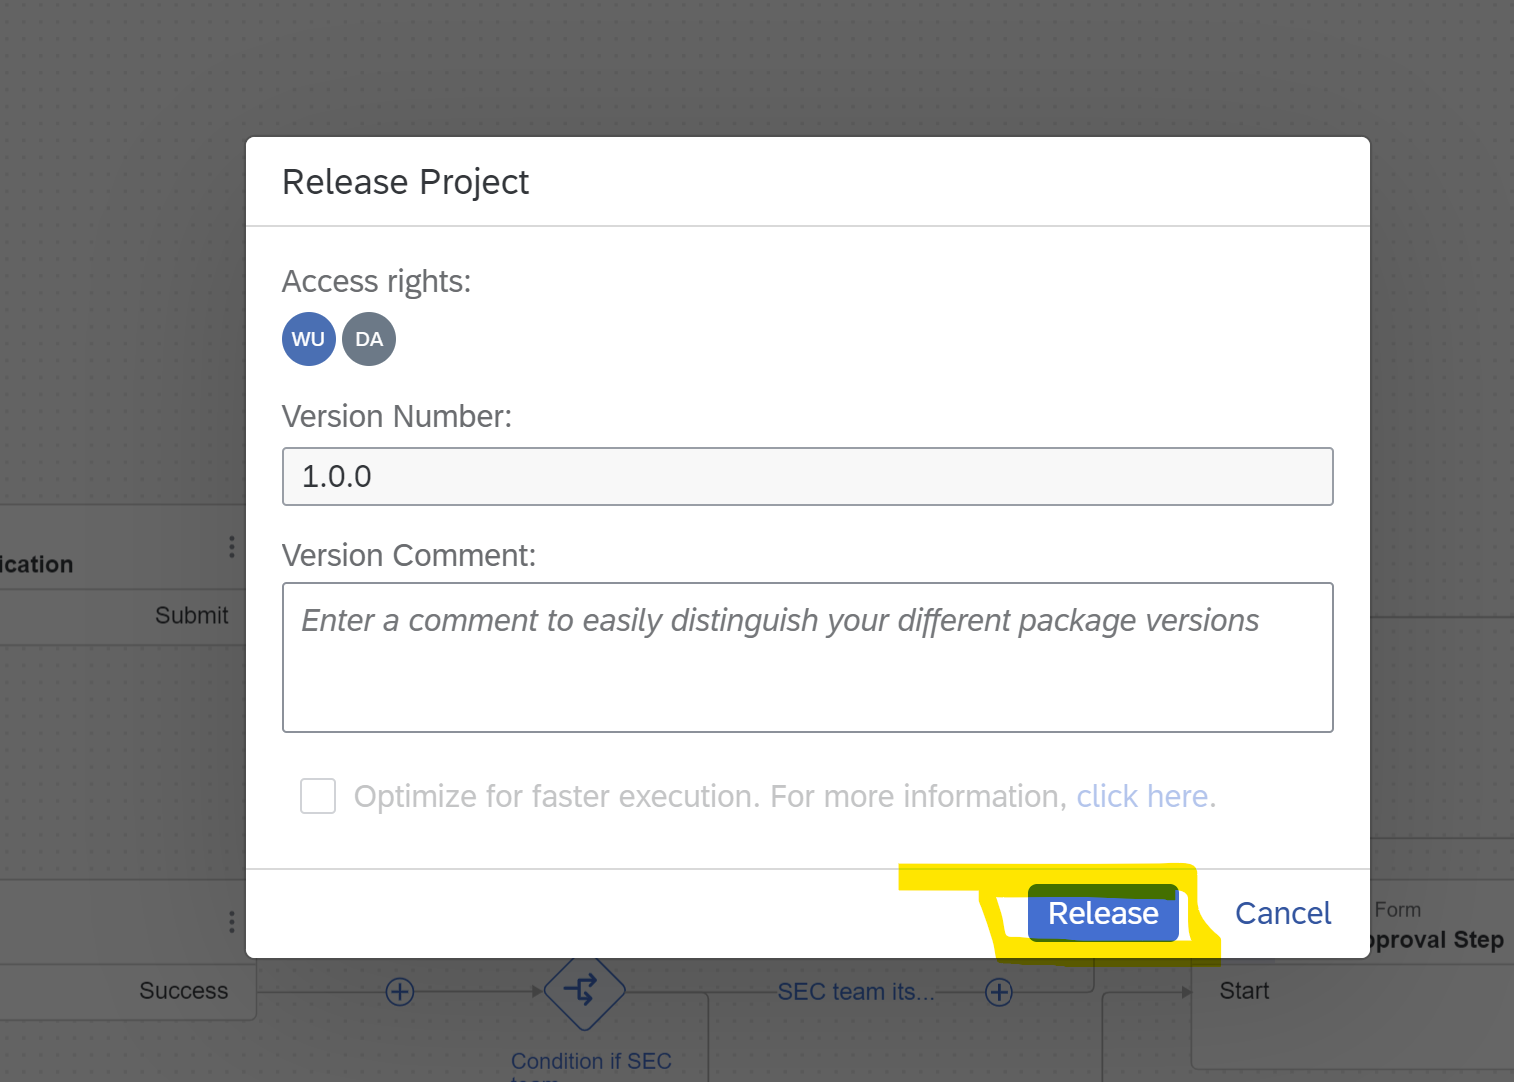 Release Project
Access rights:
WU DA
Version Number:
1.0.0
Version Comment:
Enter a comment to easily distinguish your different package versions
Optimize for faster execution. For more information, click here.
Release Cancel
ication
Submit
Success
SEC team its...
Condition if SEC
team
Form
pproval Step
Start